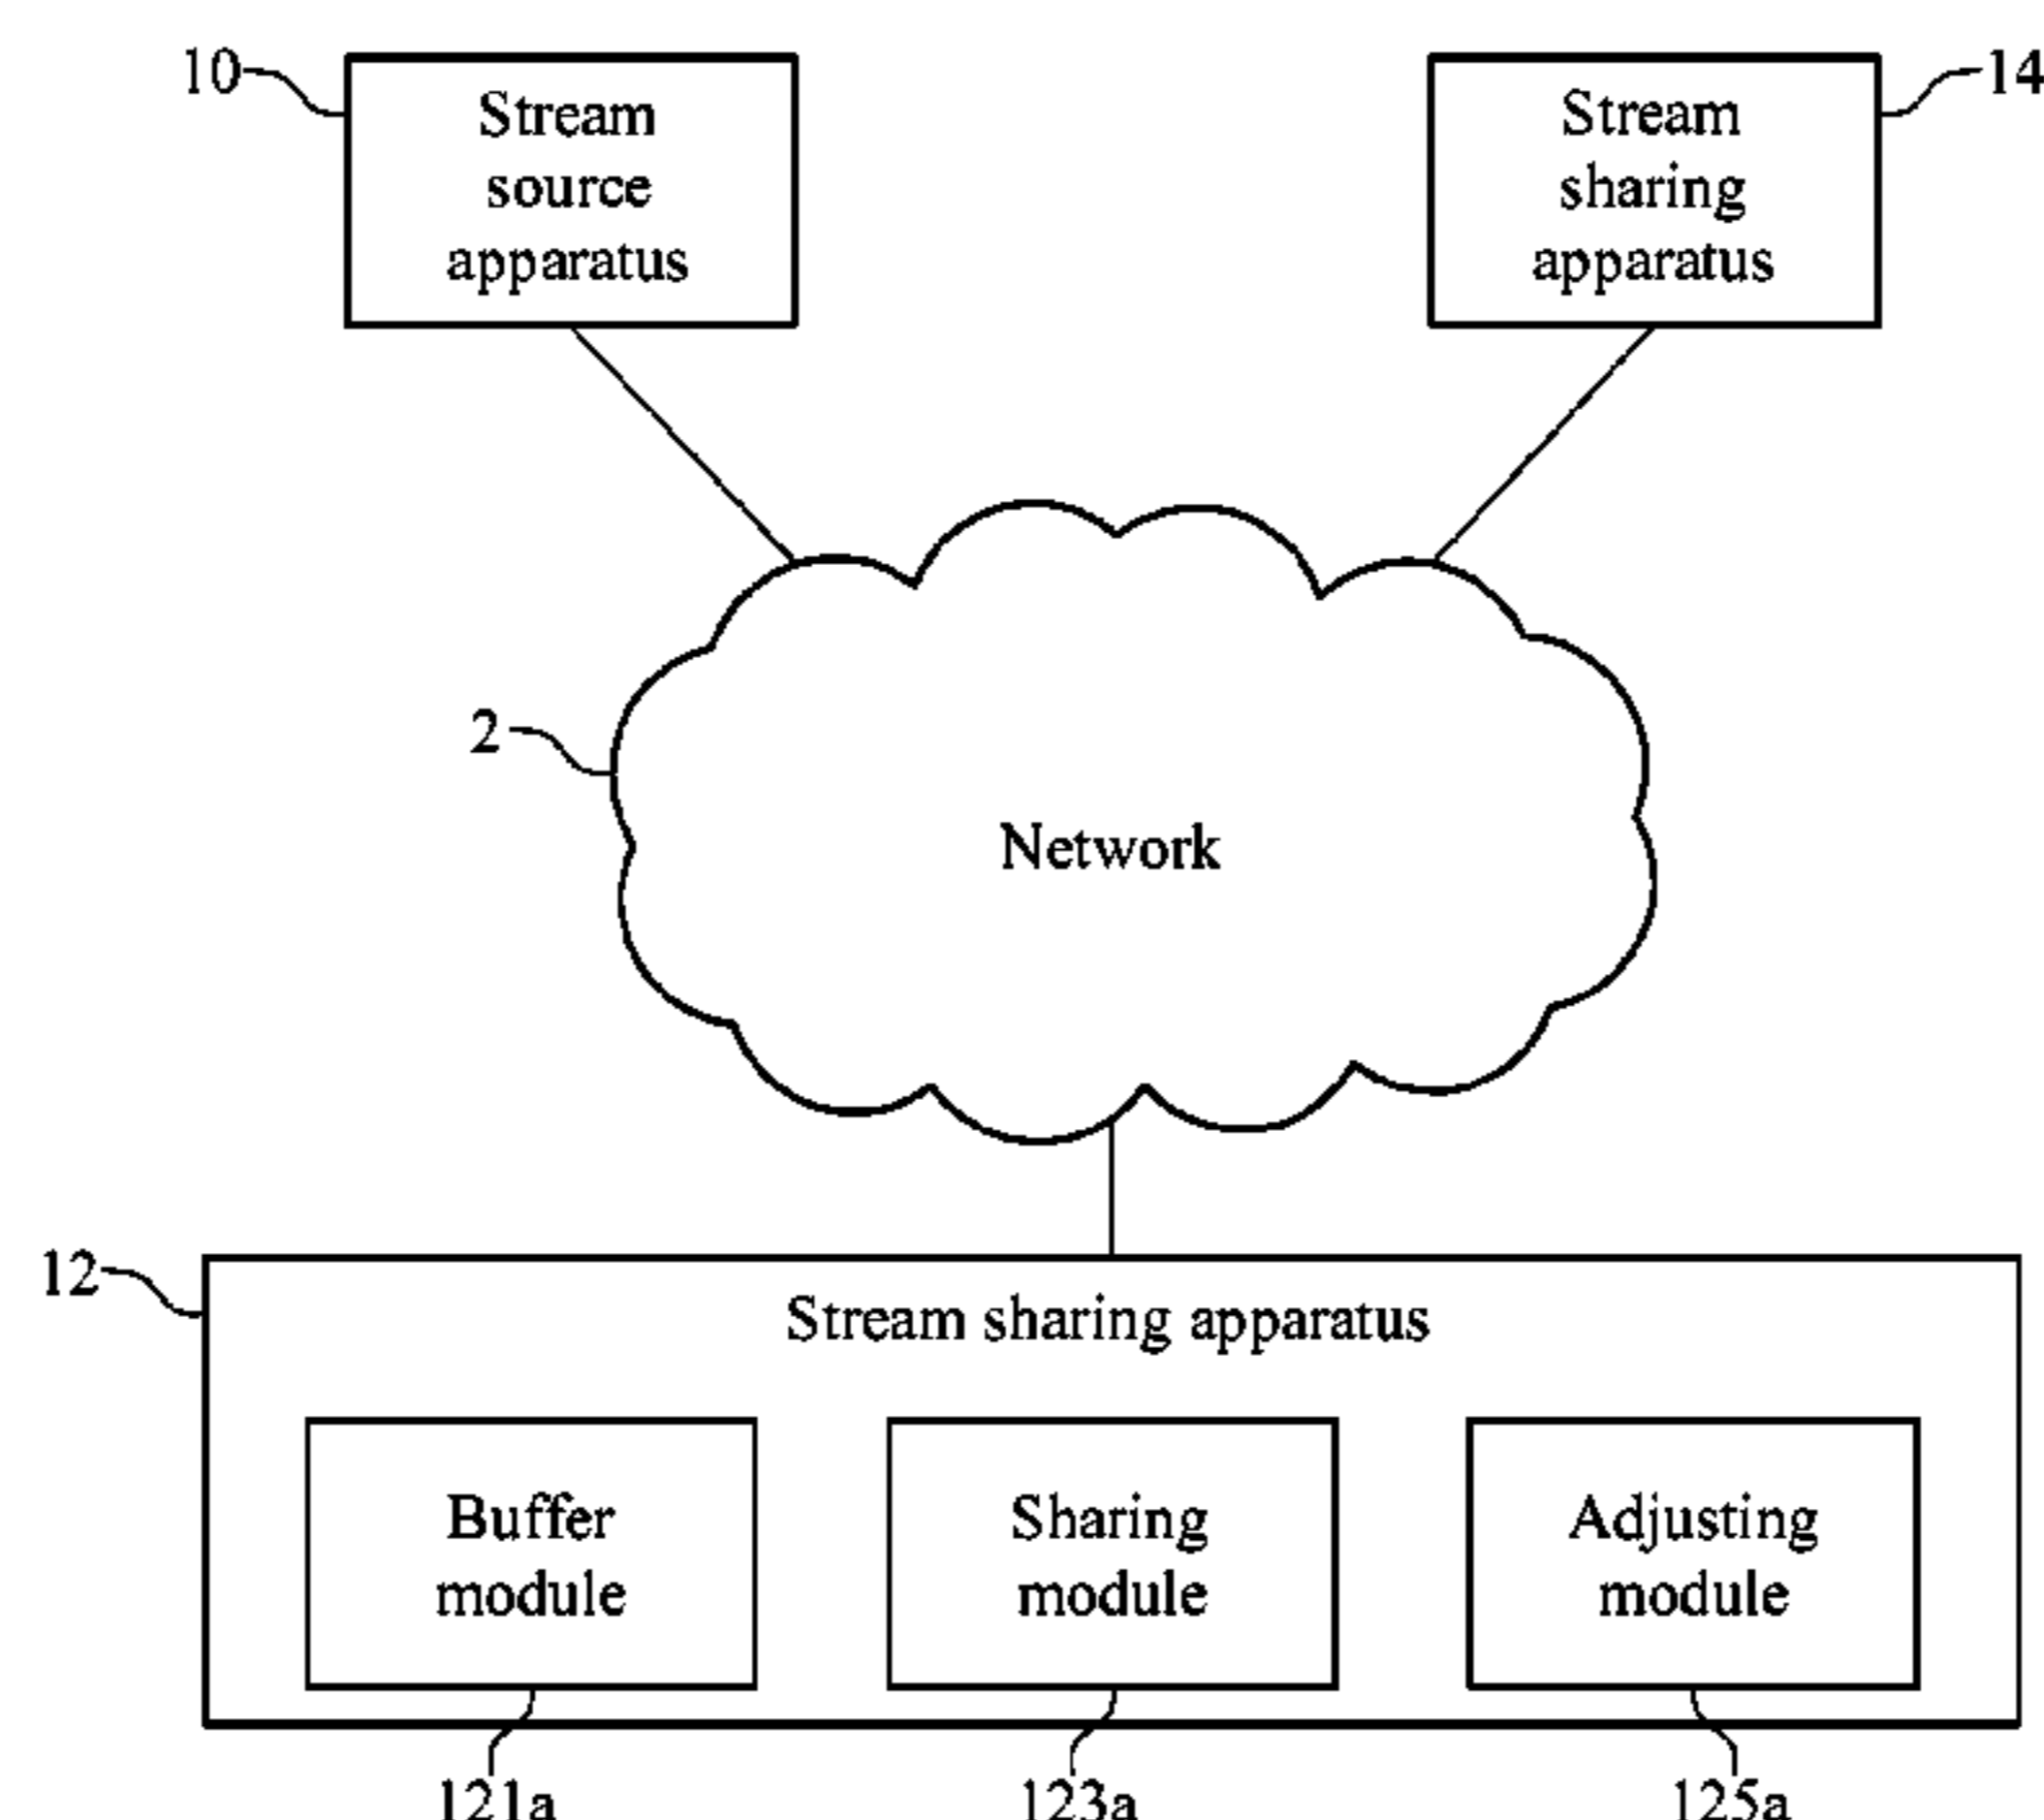 10
Stream
source
apparatus
14
Stream
sharing
apparatus
2
Network
12
Stream sharing apparatus
Buffer
module
Sharing
module
Adjusting
module
121a
123a
125a